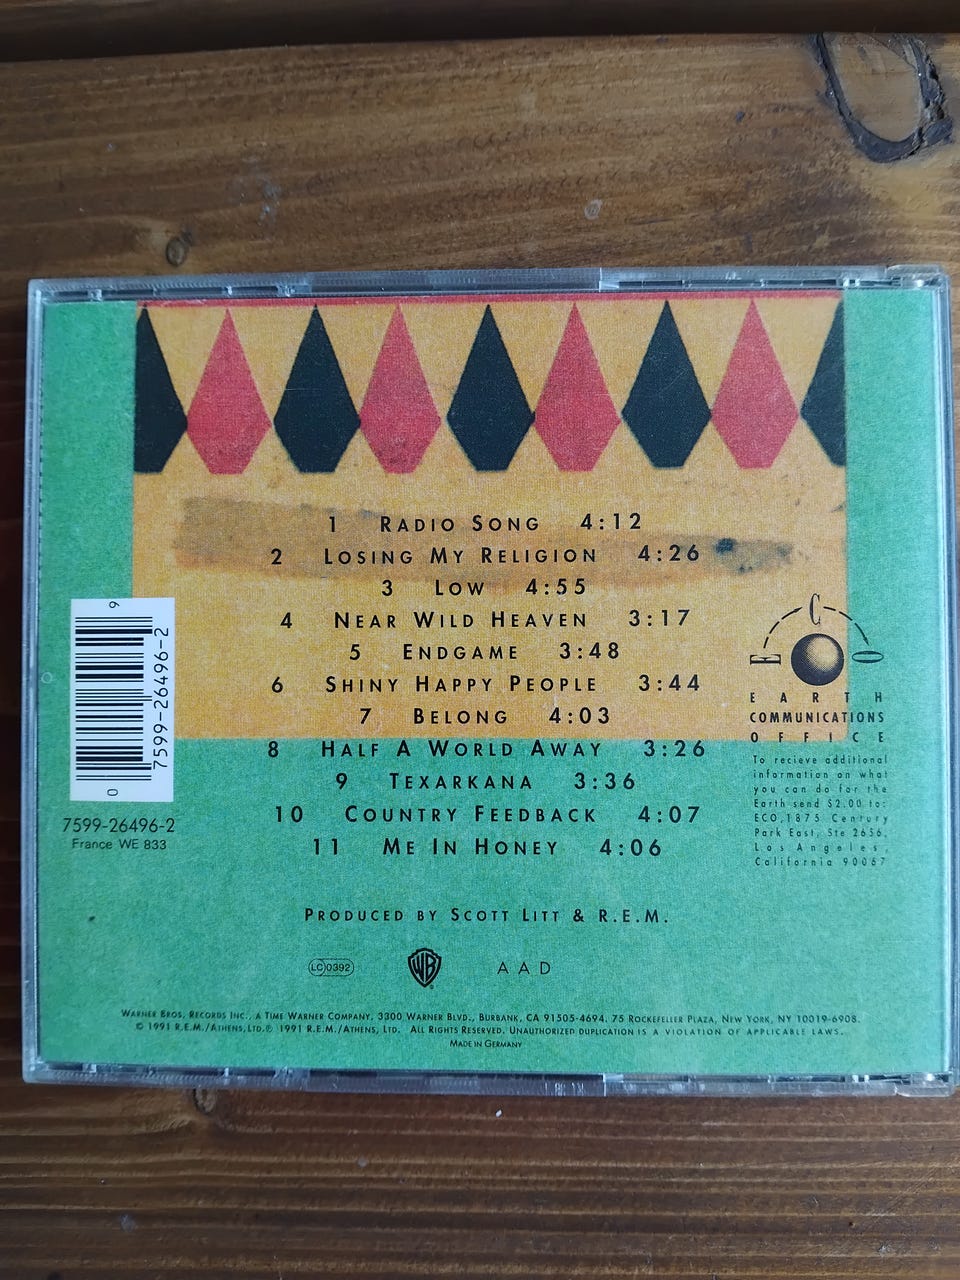 1 RADIO SONG 4:12
2 LOSING MY RELIGION 4:26
3 LOW 4:55
4 NEAR WILD HEAVEN 3:17
5 ENDGAME 3:48
6 SHINY HAPPY PEOPLE 3:44
7 BELONG 4:03
8 HALF A WORLD AWAY 3:26
9 TEXARKANA 3:36
10 COUNTRY FEEDBACK 4:07
11 ME IN HONEY 4:06
PRODUCED BY SCOTT LITT & R.E.M.
9
7599-26496-2
0
7599-26496-2
France WE 833
E C O
EARTH
COMMUNICATIONS
OFFICE
To recieve additional
information on what
you can do for the
Earth send $2.00 to:
ECO,1875 Century
Park East, Ste 2656,
Los Angeles,
California 90067
LC 0392
WB
AAD
WARNER BROS. RECORDS INC., A TIME WARNER COMPANY, 3300 WARNER BLVD., BURBANK, CA 91505-4694. 75 ROCKEFELLER PLAZA, NEW YORK, NY 10019-6908.
© 1991 R.E.M./ATHENS,LTD.℗ 1991 R.E.M./ATHENS, LTD. ALL RIGHTS RESERVED. UNAUTHORIZED DUPLICATION IS A VIOLATION OF APPLICABLE LAWS.
MADE IN GERMANY